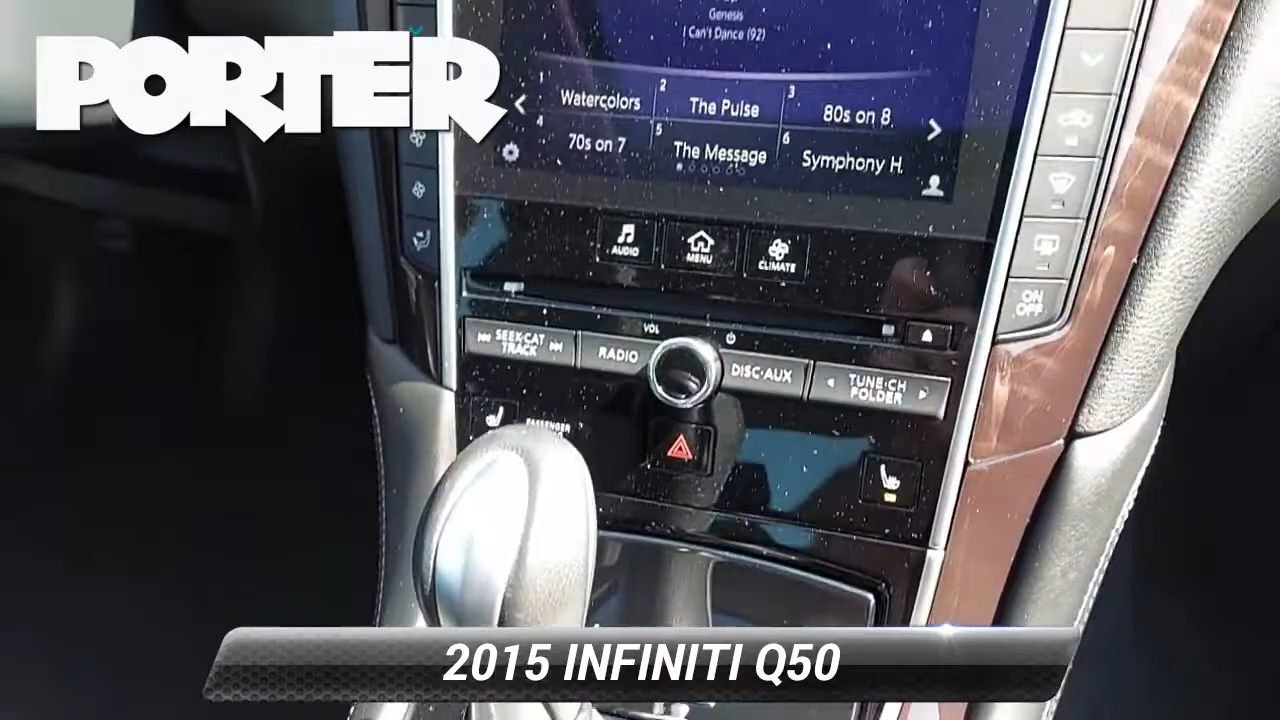 PORTER
Genesis
I Can't Dance (92)
1 Watercolors
2 The Pulse
3 80s on 8
4 70s on 7
5 The Message
6 Symphony H.
AUDIO
MENU
CLIMATE
ON
OFF
VOL
SEEK·CAT
TRACK
RADIO
DISC·AUX
TUNE·CH
FOLDER
PASSENGER
2015 INFINITI Q50